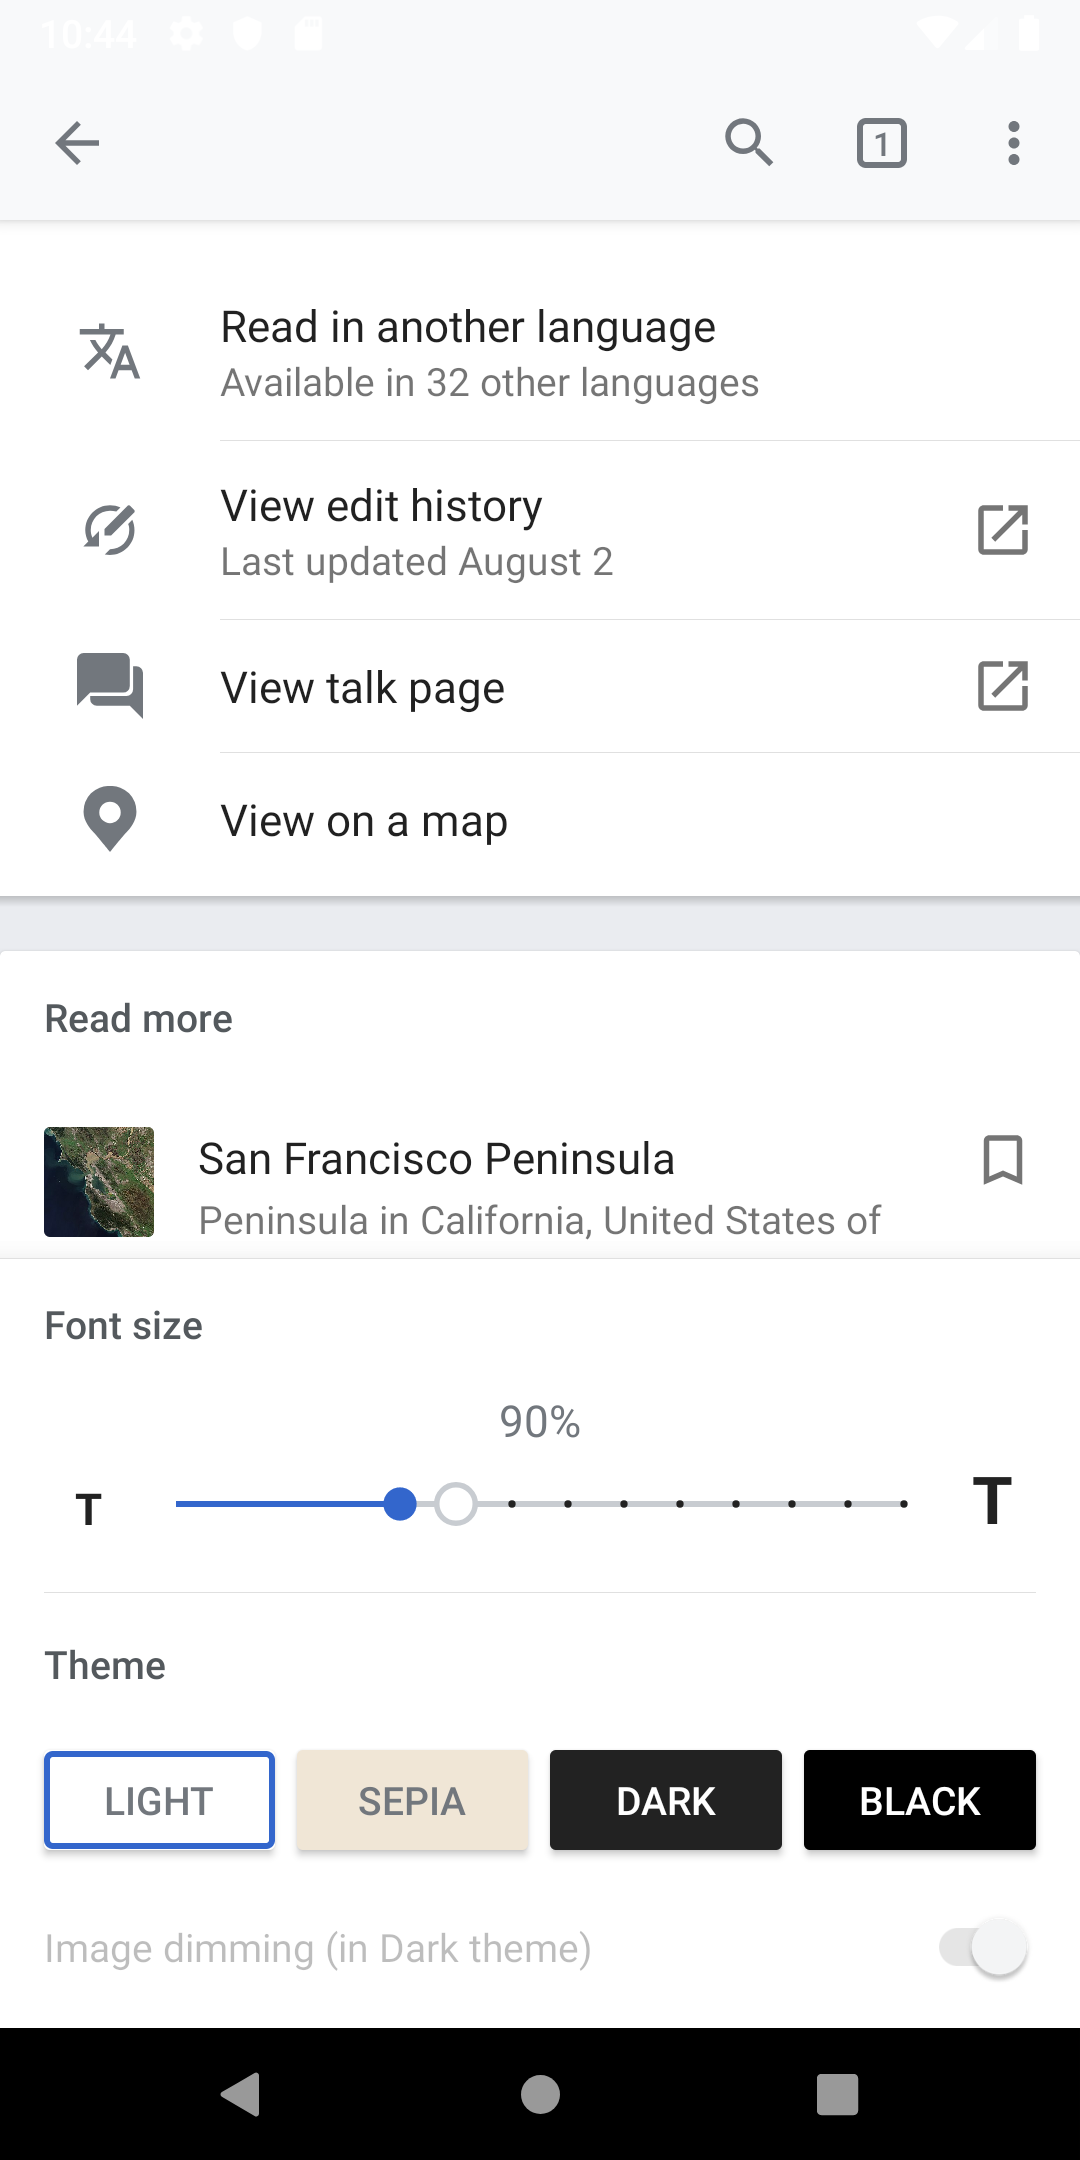 10:44
1
Read in another language
Available in 32 other languages
View edit history
Last updated August 2
View talk page
View on a map
Read more
San Francisco Peninsula
Peninsula in California, United States of
Font size
90%
T T
Theme
LIGHT SEPIA DARK BLACK
Image dimming (in Dark theme)